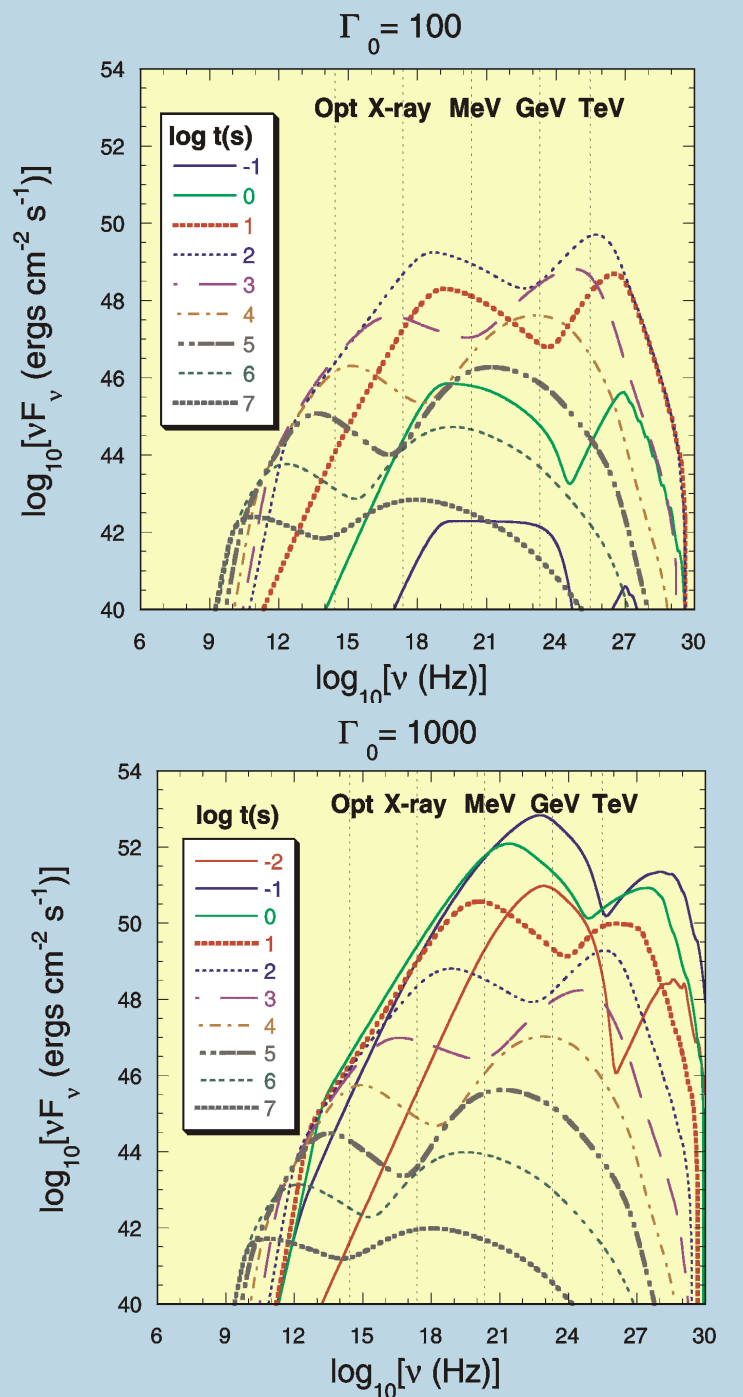 Γ₀ = 100
54
52
50
48
46
44
42
40
log₁₀[νF_ν (ergs cm⁻² s⁻¹)]
Opt X-ray MeV GeV TeV
log t(s)
-1
0
1
2
3
4
5
6
7
6 9 12 15 18 21 24 27 30
log₁₀[ν (Hz)]
Γ₀ = 1000
54
52
50
48
46
44
42
40
log₁₀[νF_ν (ergs cm⁻² s⁻¹)]
Opt X-ray MeV GeV TeV
log t(s)
-2
-1
0
1
2
3
4
5
6
7
6 9 12 15 18 21 24 27 30
log₁₀[ν (Hz)]